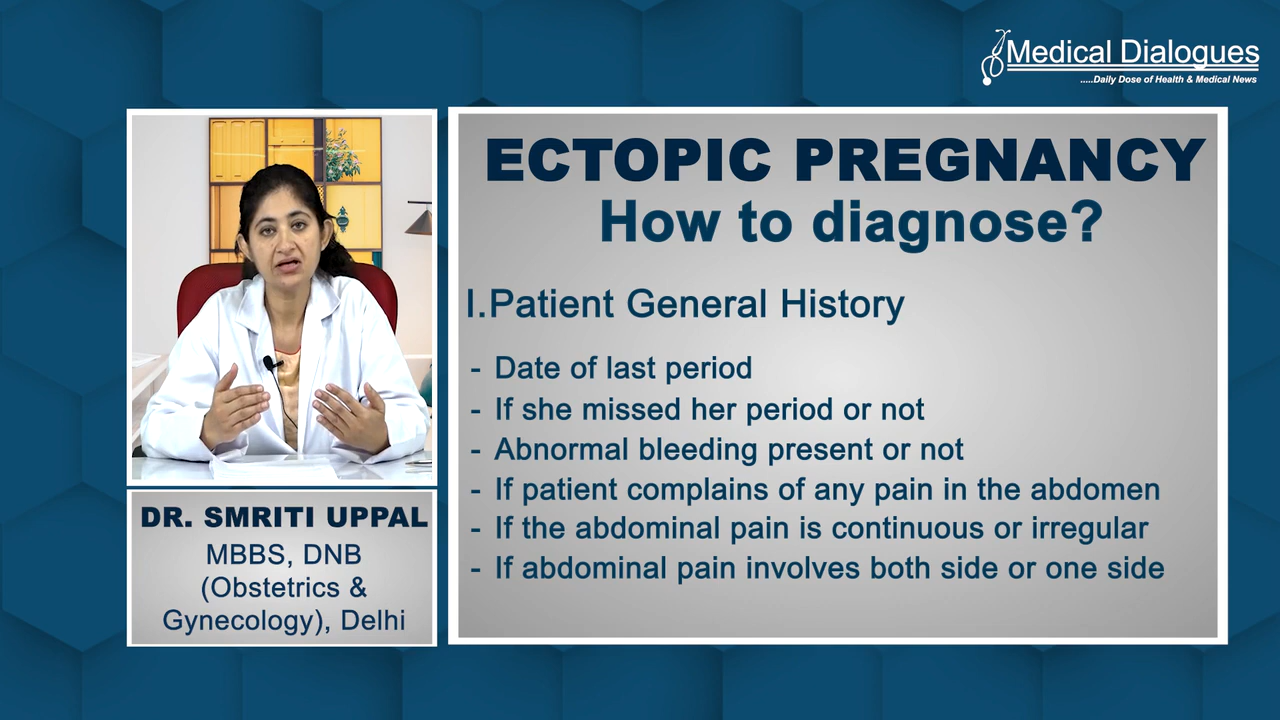 Medical Dialogues
.....Daily Dose of Health & Medical News
ECTOPIC PREGNANCY
How to diagnose?
I.Patient General History
- Date of last period
- If she missed her period or not
- Abnormal bleeding present or not
- If patient complains of any pain in the abdomen
- If the abdominal pain is continuous or irregular
- If abdominal pain involves both side or one side
DR. SMRITI UPPAL
MBBS, DNB
(Obstetrics &
Gynecology), Delhi